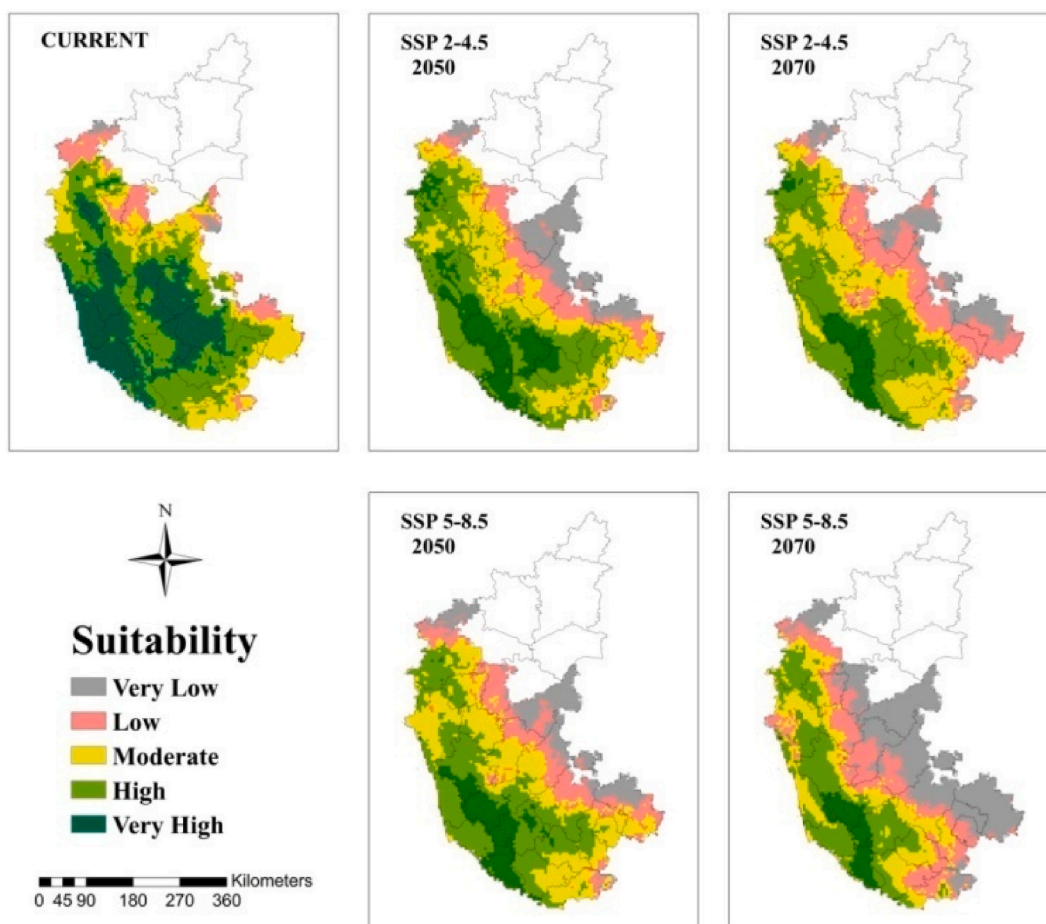 CURRENT
SSP 2-4.5
2050
SSP 2-4.5
2070
N
Suitability
Very Low
Low
Moderate
High
Very High
Kilometers
0 45 90 180 270 360
SSP 5-8.5
2050
SSP 5-8.5
2070